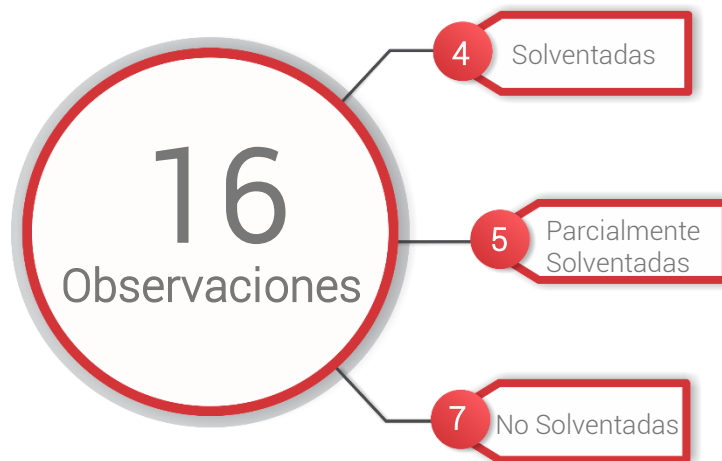 16
Observaciones
4
Solventadas
5
Parcialmente
Solventadas
7
No Solventadas